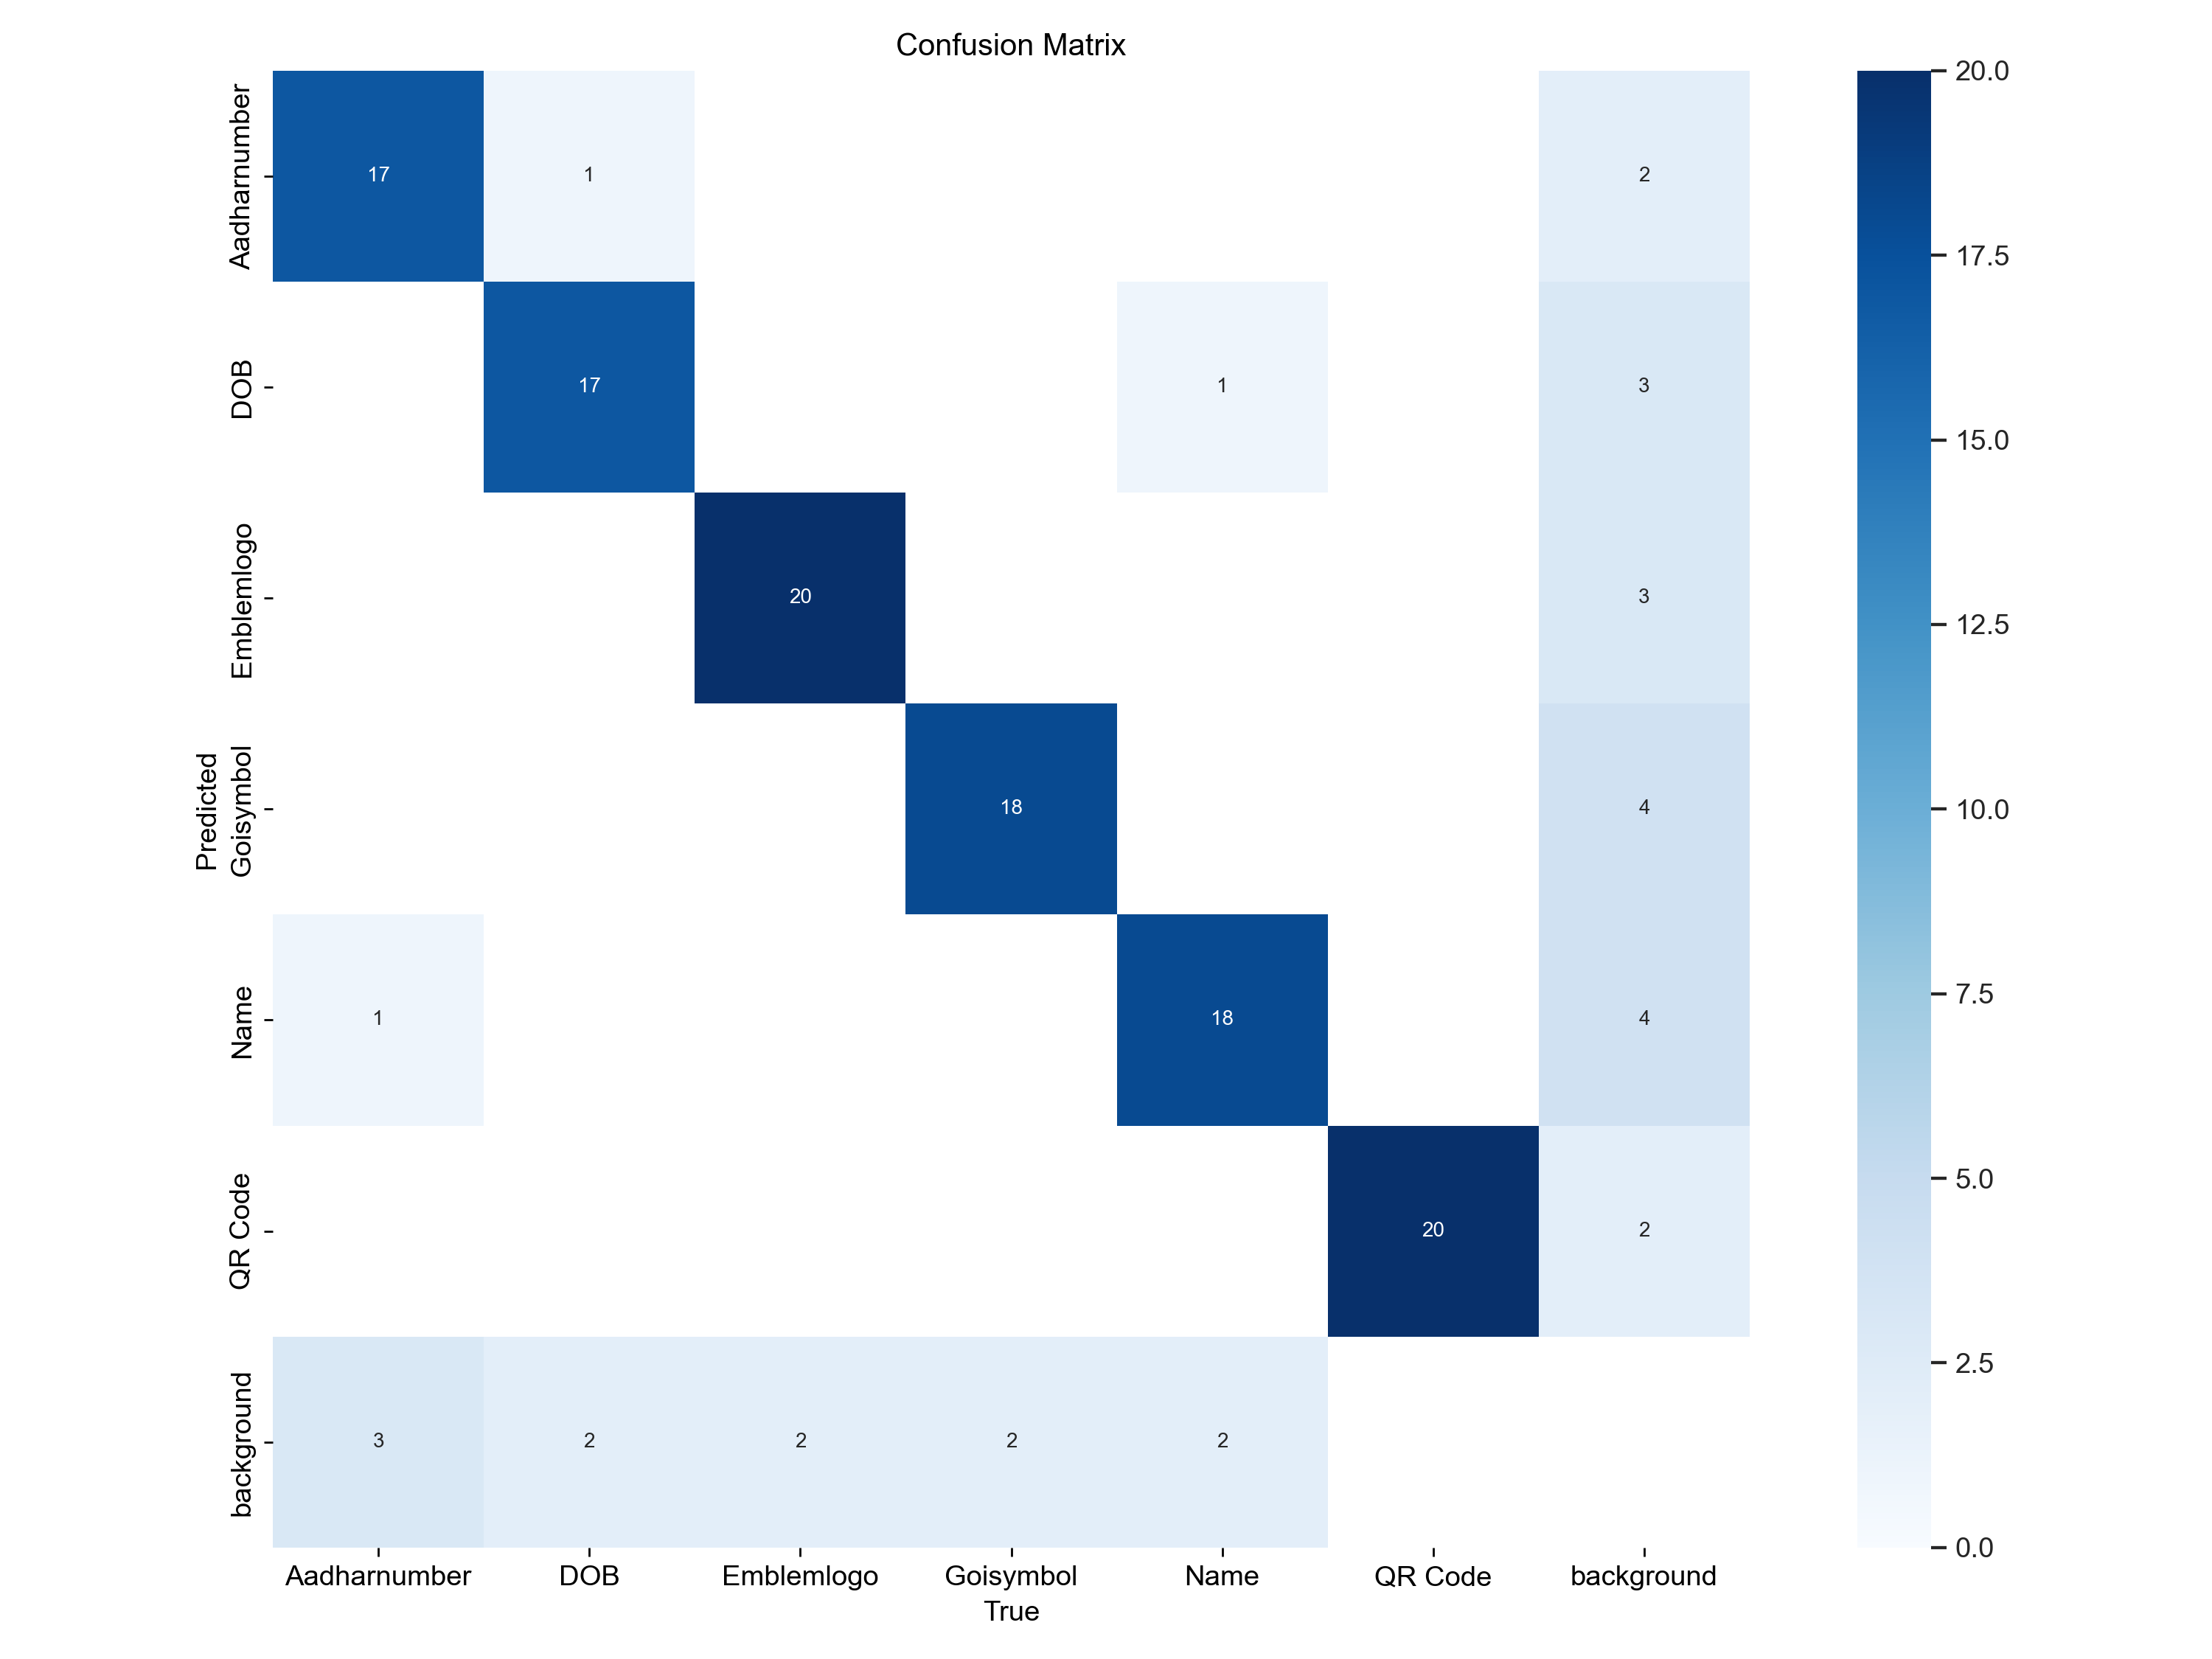 Confusion Matrix
Aadharnumber 17 1 2
DOB 17 1 3
Emblemlogo 20 3
Goisymbol 18 4
Name 1 18 4
QR Code 20 2
background 3 2 2 2 2
Predicted
Aadharnumber DOB Emblemlogo Goisymbol Name QR Code background
True
20.0
17.5
15.0
12.5
10.0
7.5
5.0
2.5
0.0